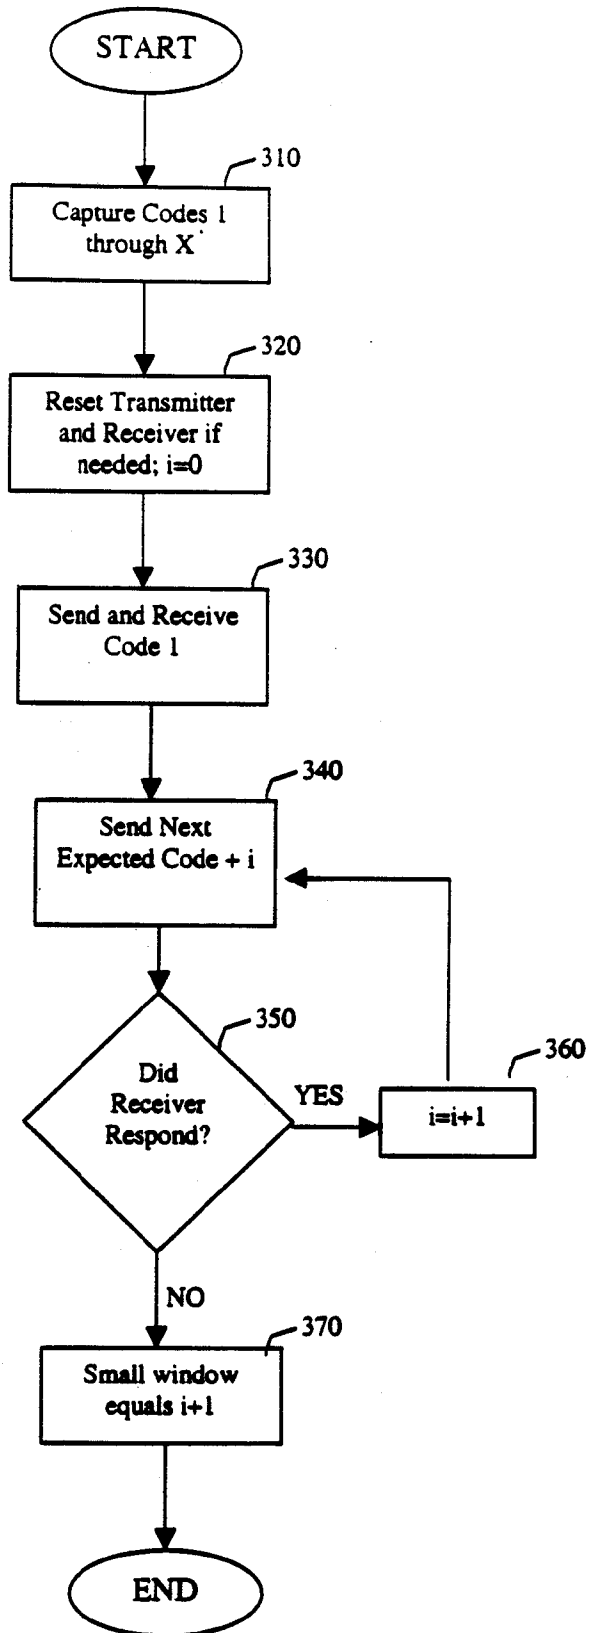 START
310
Capture Codes 1
through X
320
Reset Transmitter
and Receiver if
needed; i=0
330
Send and Receive
Code 1
340
Send Next
Expected Code + i
350
Did
Receiver
Respond?
YES
360
i=i+1
NO
370
Small window
equals i+1
END